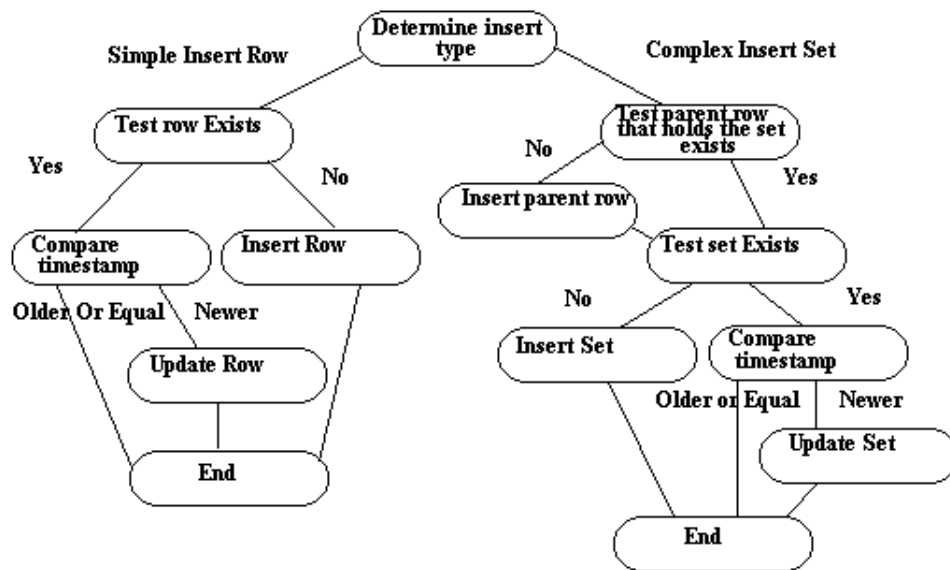 Determine insert
type
Simple Insert Row
Complex Insert Set
Test row Exists
Test parent row
that holds the set
exists
Yes
No
No
Yes
Insert parent row
Compare
timestamp
Insert Row
Test set Exists
Older Or Equal
Newer
No
Yes
Update Row
Insert Set
Compare
timestamp
Older or Equal
Newer
End
Update Set
End